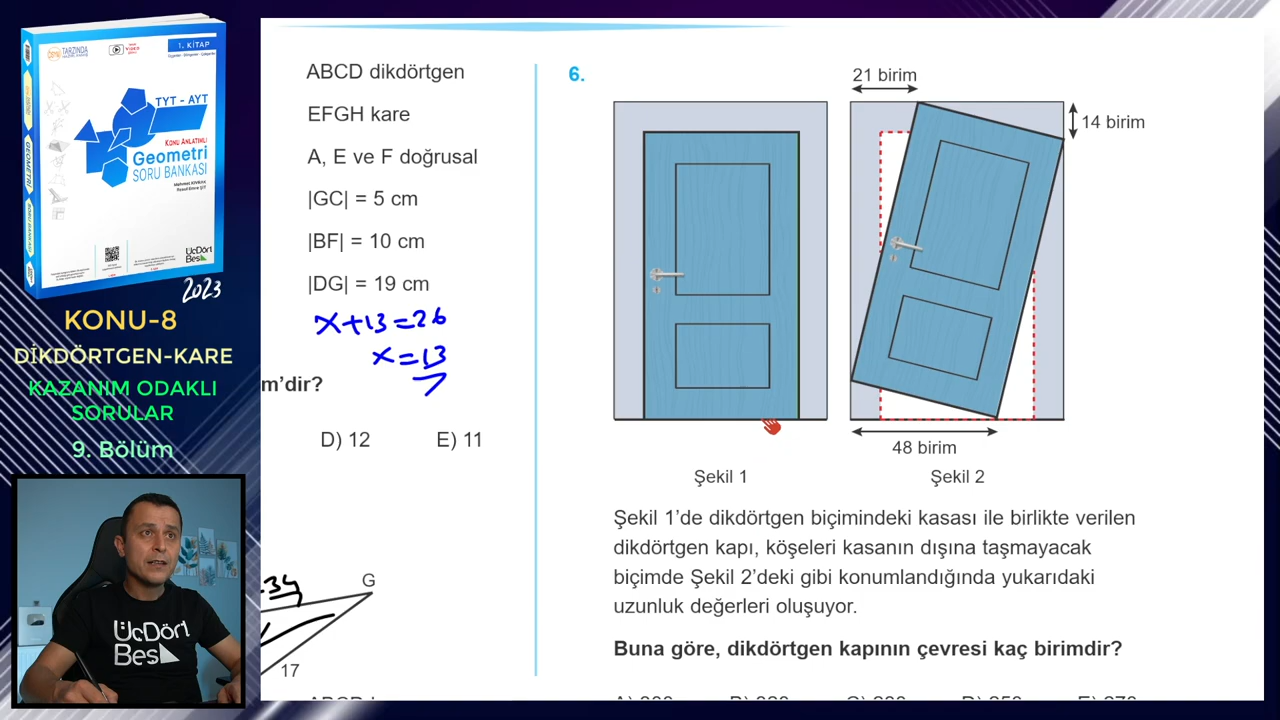 TARZINDA
1. KİTAP
TYT - AYT
KONU ANLATIMLI
Geometri
SORU BANKASI
GEOMETRİ
ÜçDört
Beş
2023
KONU-8
DİKDÖRTGEN-KARE
KAZANIM ODAKLI
SORULAR
9. Bölüm
ÜçDört
Beş
ABCD dikdörtgen
EFGH kare
A, E ve F doğrusal
|GC| = 5 cm
|BF| = 10 cm
|DG| = 19 cm
x+13=26
x=13
m'dir?
D) 12 E) 11
34
G
17
6.
21 birim
14 birim
48 birim
Şekil 1 Şekil 2
Şekil 1'de dikdörtgen biçimindeki kasası ile birlikte verilen
dikdörtgen kapı, köşeleri kasanın dışına taşmayacak
biçimde Şekil 2'deki gibi konumlandığında yukarıdaki
uzunluk değerleri oluşuyor.
Buna göre, dikdörtgen kapının çevresi kaç birimdir?